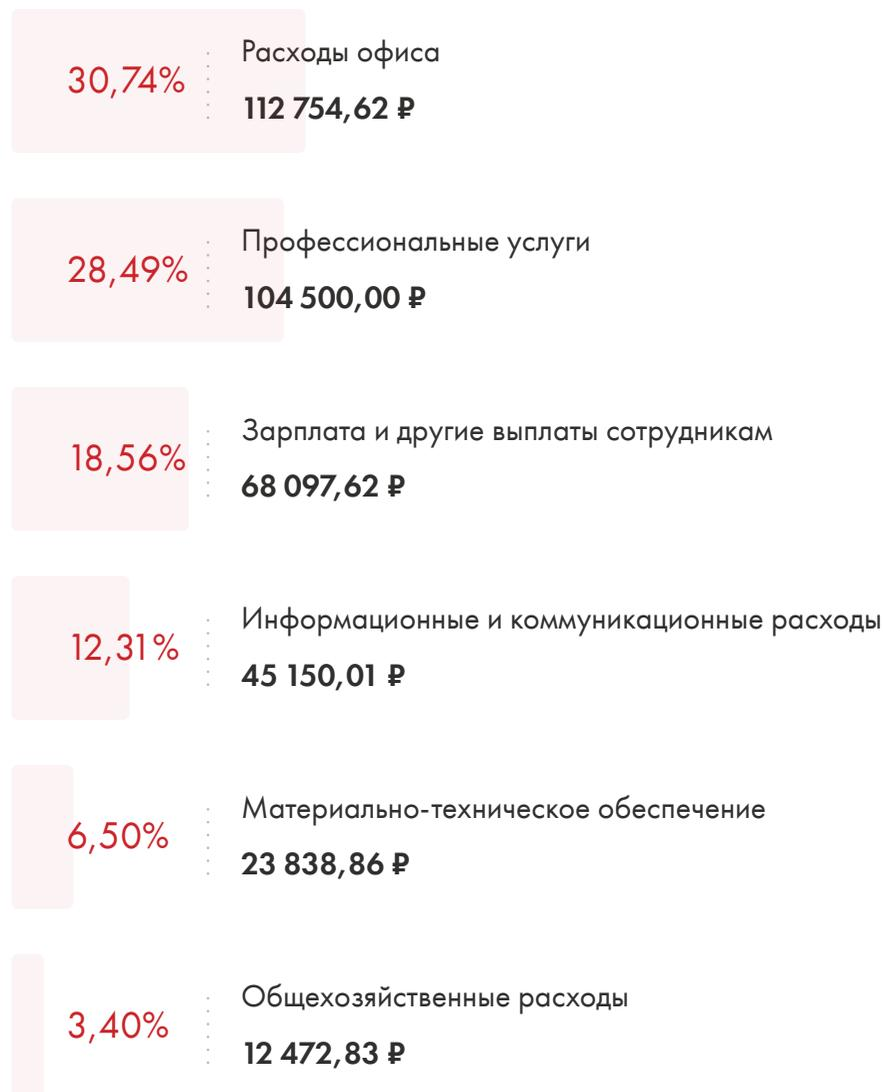 30,74%
Расходы офиса
112 754,62 ₽
28,49%
Профессиональные услуги
104 500,00 ₽
18,56%
Зарплата и другие выплаты сотрудникам
68 097,62 ₽
12,31%
Информационные и коммуникационные расходы
45 150,01 ₽
6,50%
Материально-техническое обеспечение
23 838,86 ₽
3,40%
Общехозяйственные расходы
12 472,83 ₽